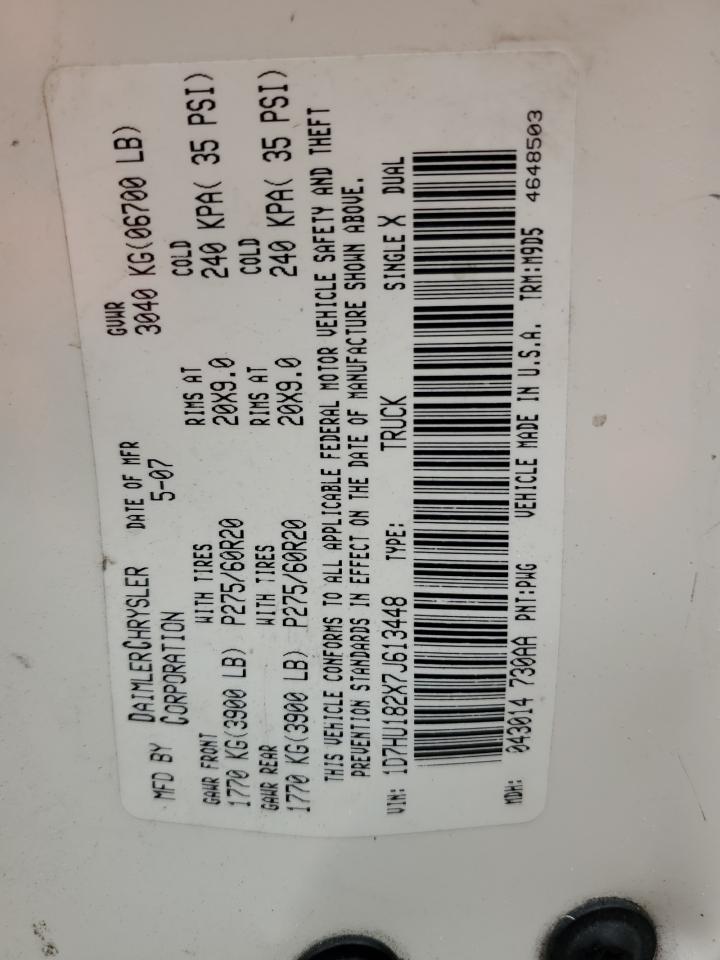 MFD BY DAIMLERCHRYSLER CORPORATION DATE OF MFR 5-07 GVWR 3040 KG(06700 LB)
GAWR FRONT WITH TIRES RIMS AT COLD
1770 KG(3900 LB) P275/60R20 20X9.0 240 KPA( 35 PSI)
GAWR REAR WITH TIRES RIMS AT COLD
1770 KG(3900 LB) P275/60R20 20X9.0 240 KPA( 35 PSI)
THIS VEHICLE CONFORMS TO ALL APPLICABLE FEDERAL MOTOR VEHICLE SAFETY AND THEFT
PREVENTION STANDARDS IN EFFECT ON THE DATE OF MANUFACTURE SHOWN ABOVE.
VIN: 1D7HU182X7J613448 TYPE: TRUCK SINGLE X DUAL
MDH: 043014 730AA PNT:PWG VEHICLE MADE IN U.S.A. TRM:M9D5 4648503